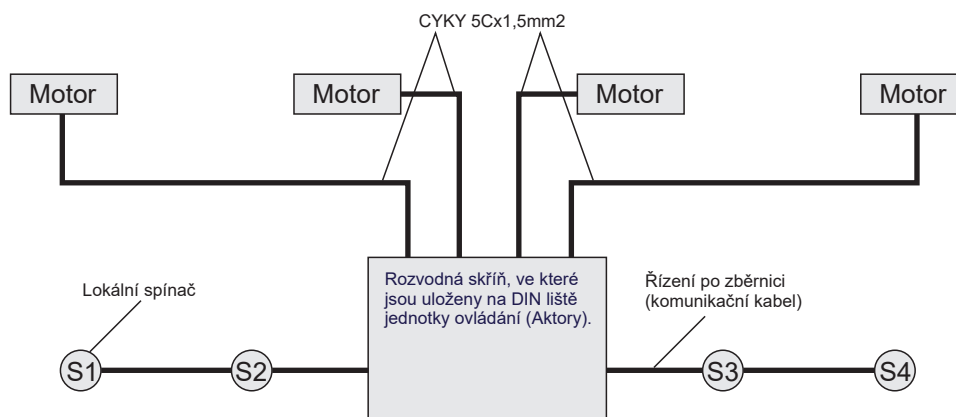 CYKY 5Cx1,5mm2
Motor
Motor
Motor
Motor
Rozvodná skříň, ve které
jsou uloženy na DIN liště
jednotky ovládání (Aktory).
Lokální spínač
Řízení po zběrnici
(komunikační kabel)
S1
S2
S3
S4